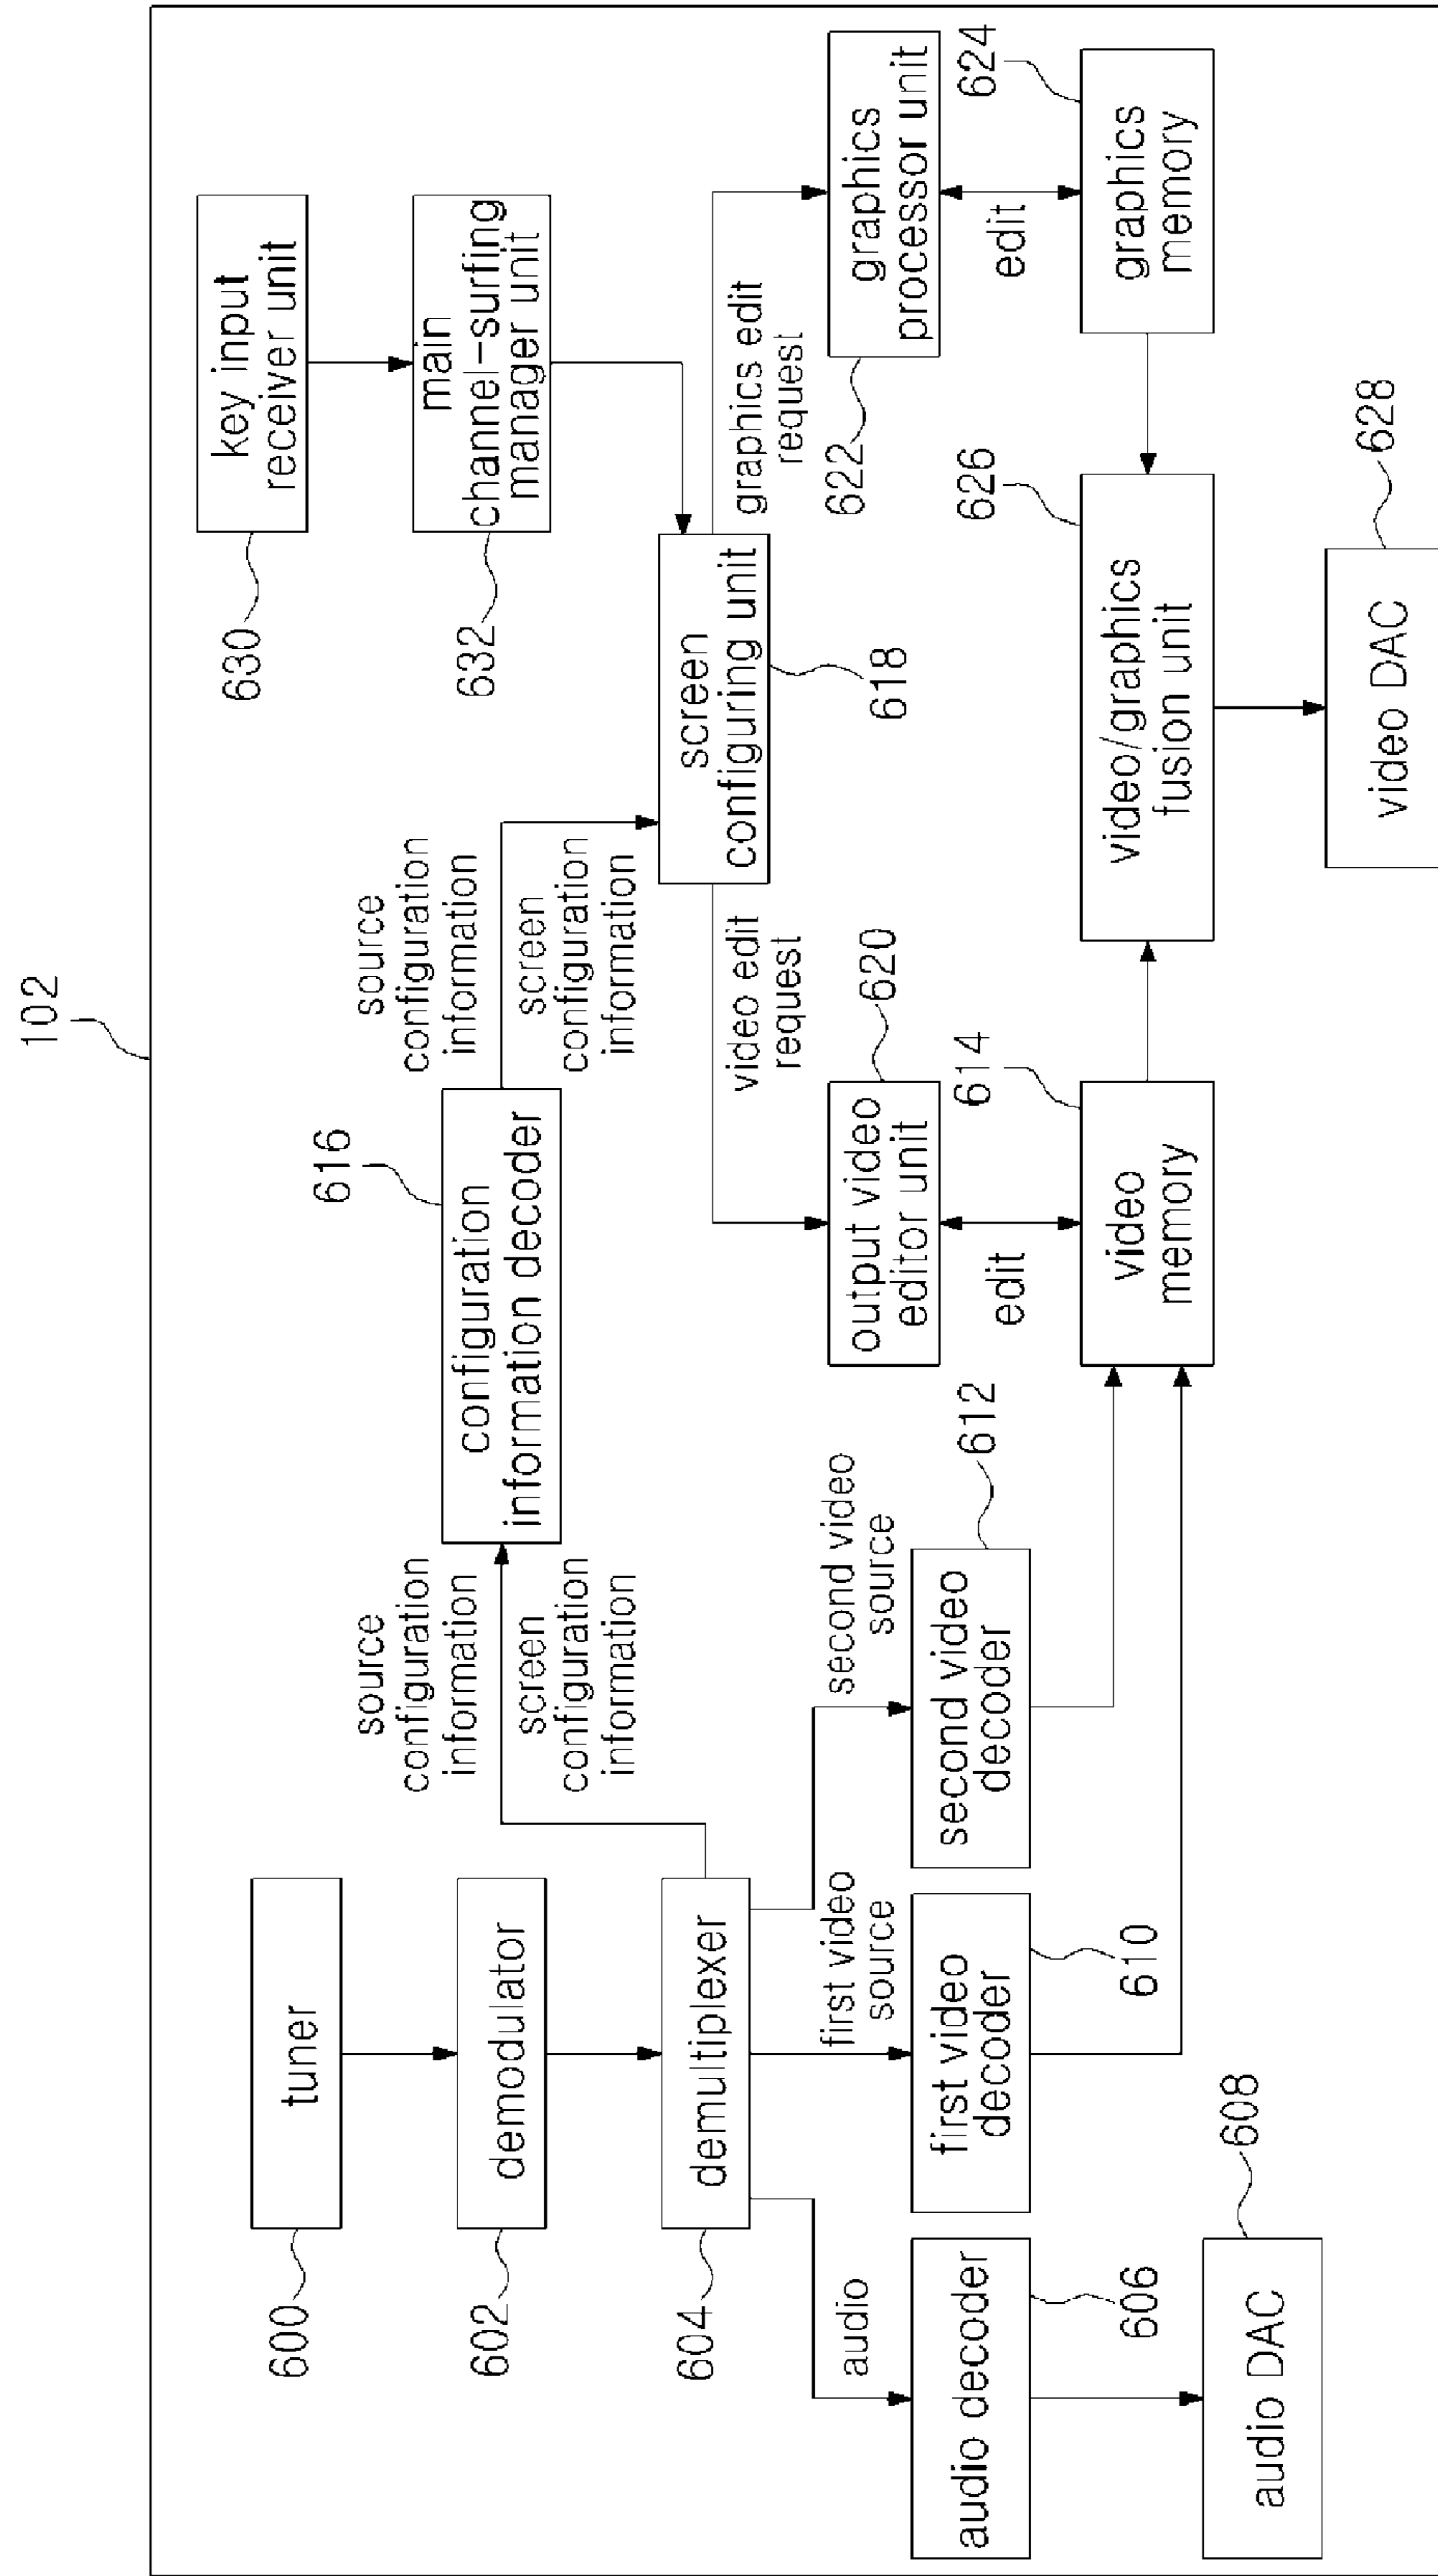 102
tuner
600
demodulator
602
demultiplexer
604
audio
audio decoder
606
audio DAC
608
first video
source
first video
decoder
610
second video
source
second video
decoder
612
source
configuration
information
screen
configuration
information
configuration
information decoder
616
source
configuration
information
screen
configuration
information
key input
receiver unit
630
main
channel-surfing
manager unit
632
screen
configuring unit
618
video edit
request
graphics edit
request
output video
editor unit
620
edit
video
memory
614
graphics
processor unit
622
edit
graphics
memory
624
video/graphics
fusion unit
626
video DAC
628